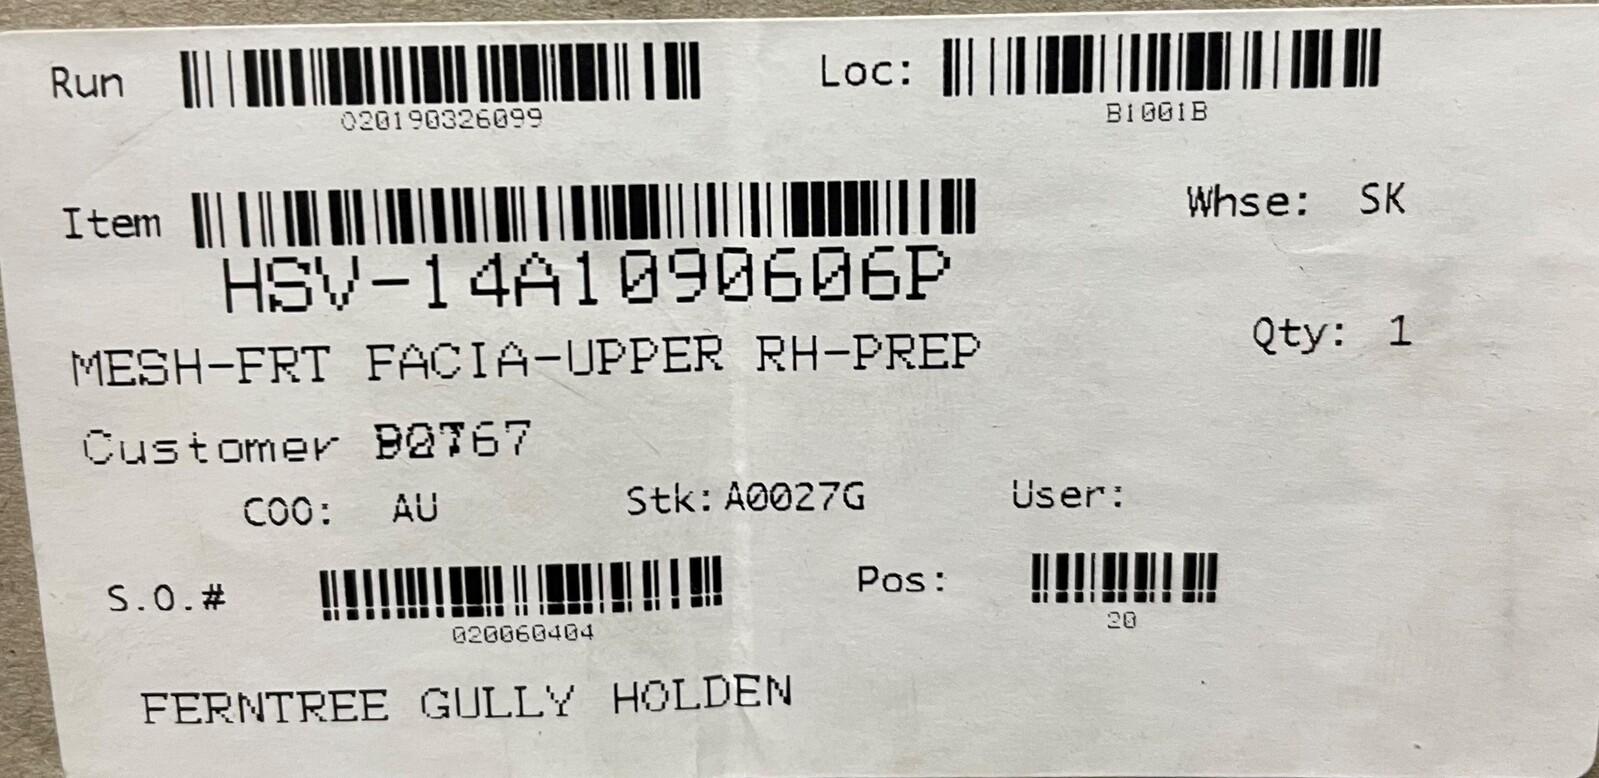 Run Loc:
020190326099 B1001B
Item Whse: SK
HSV-14A1090606P
MESH-FRT FACIA-UPPER RH-PREP Qty: 1
Customer
COO: AU Stk: A0027G User:
S.O.# Pos:
020060404 20
FERNTREE GULLY HOLDEN